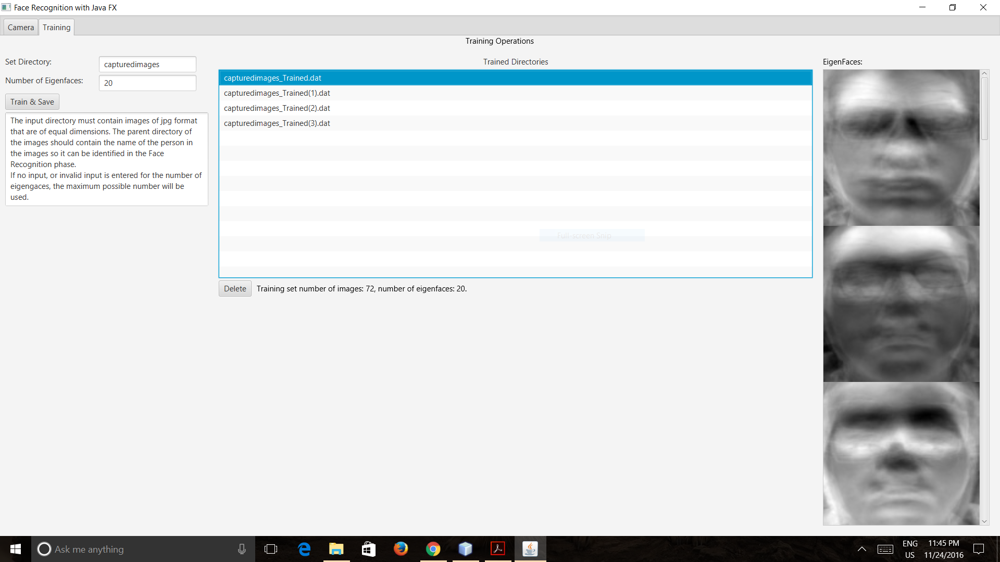 Face Recognition with Java FX
Camera
Training
Training Operations
Set Directory:
capturedimages
Number of Eigenfaces:
20
Train & Save
The input directory must contain images of jpg format
that are of equal dimensions. The parent directory of
the images should contain the name of the person in
the images so it can be identified in the Face
Recognition phase.
If no input, or invalid input is entered for the number of
eigengaces, the maximum possible number will be
used.
Trained Directories
capturedimages_Trained.dat
capturedimages_Trained(1).dat
capturedimages_Trained(2).dat
capturedimages_Trained(3).dat
Full-screen Snip
Delete
Training set number of images: 72, number of eigenfaces: 20.
EigenFaces:
Ask me anything
ENG
US
11:45 PM
11/24/2016